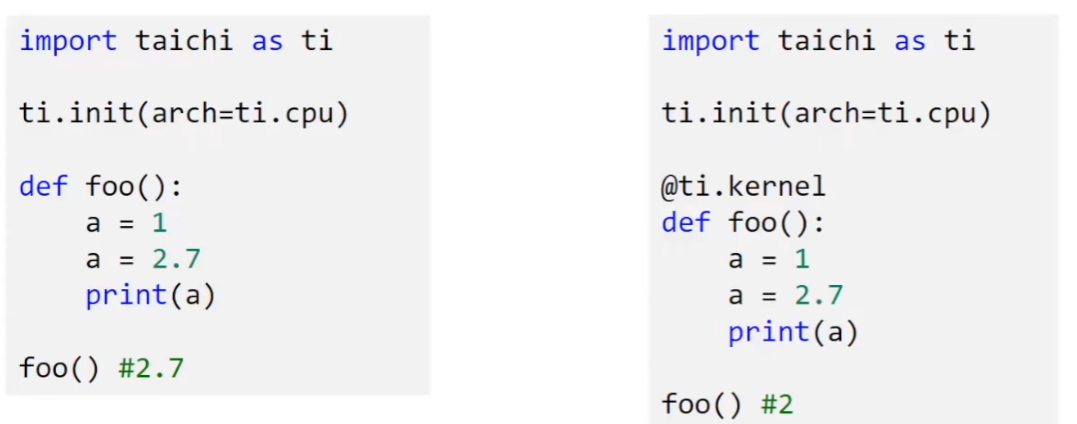 import taichi as ti
ti.init(arch=ti.cpu)
def foo():
    a = 1
    a = 2.7
    print(a)
foo() #2.7
import taichi as ti
ti.init(arch=ti.cpu)
@ti.kernel
def foo():
    a = 1
    a = 2.7
    print(a)
foo() #2